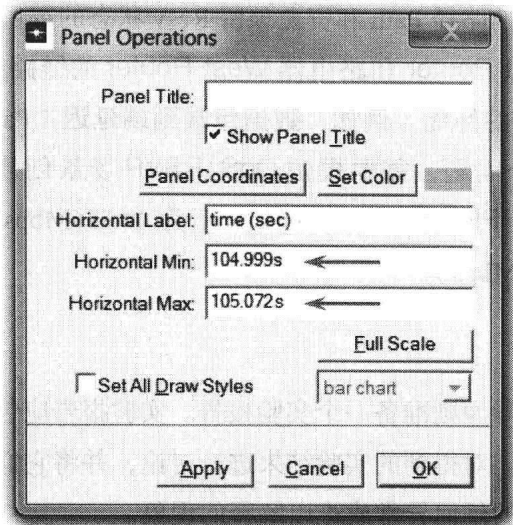 Panel Operations
Panel Title:
Show Panel Title
Panel Coordinates Set Color
Horizontal Label: time (sec)
Horizontal Min: 104.999s
Horizontal Max: 105.072s
Full Scale
Set All Draw Styles bar chart
Apply Cancel OK